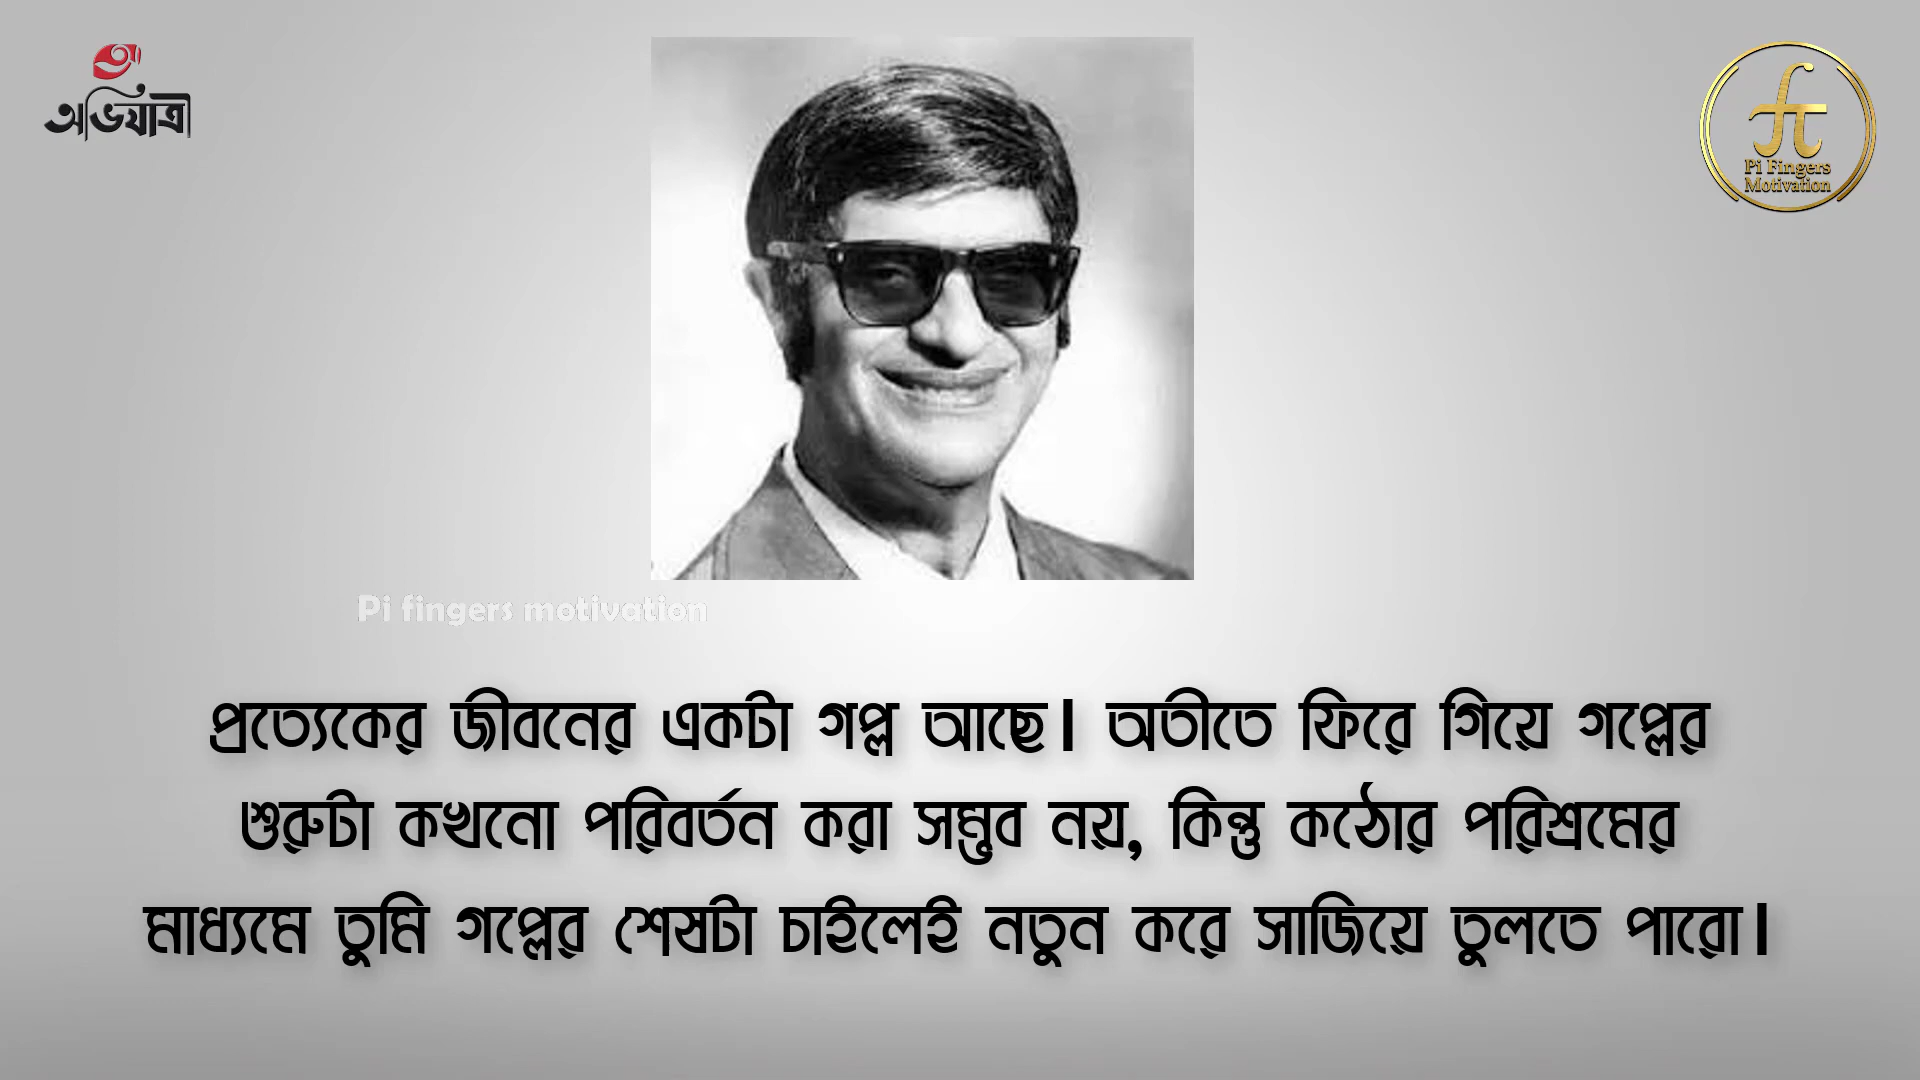 অ
অভিযাত্রী
Pi Fingers
Motivation
Pi fingers motivation
প্রত্যেকের জীবনের একটা গল্প আছে। অতীতে ফিরে গিয়ে গল্পের
শুরুটা কখনো পরিবর্তন করা সম্ভব নয়, কিন্তু কঠোর পরিশ্রমের
মাধ্যমে তুমি গল্পের শেষটা চাইলেই নতুন করে সাজিয়ে তুলতে পারো।